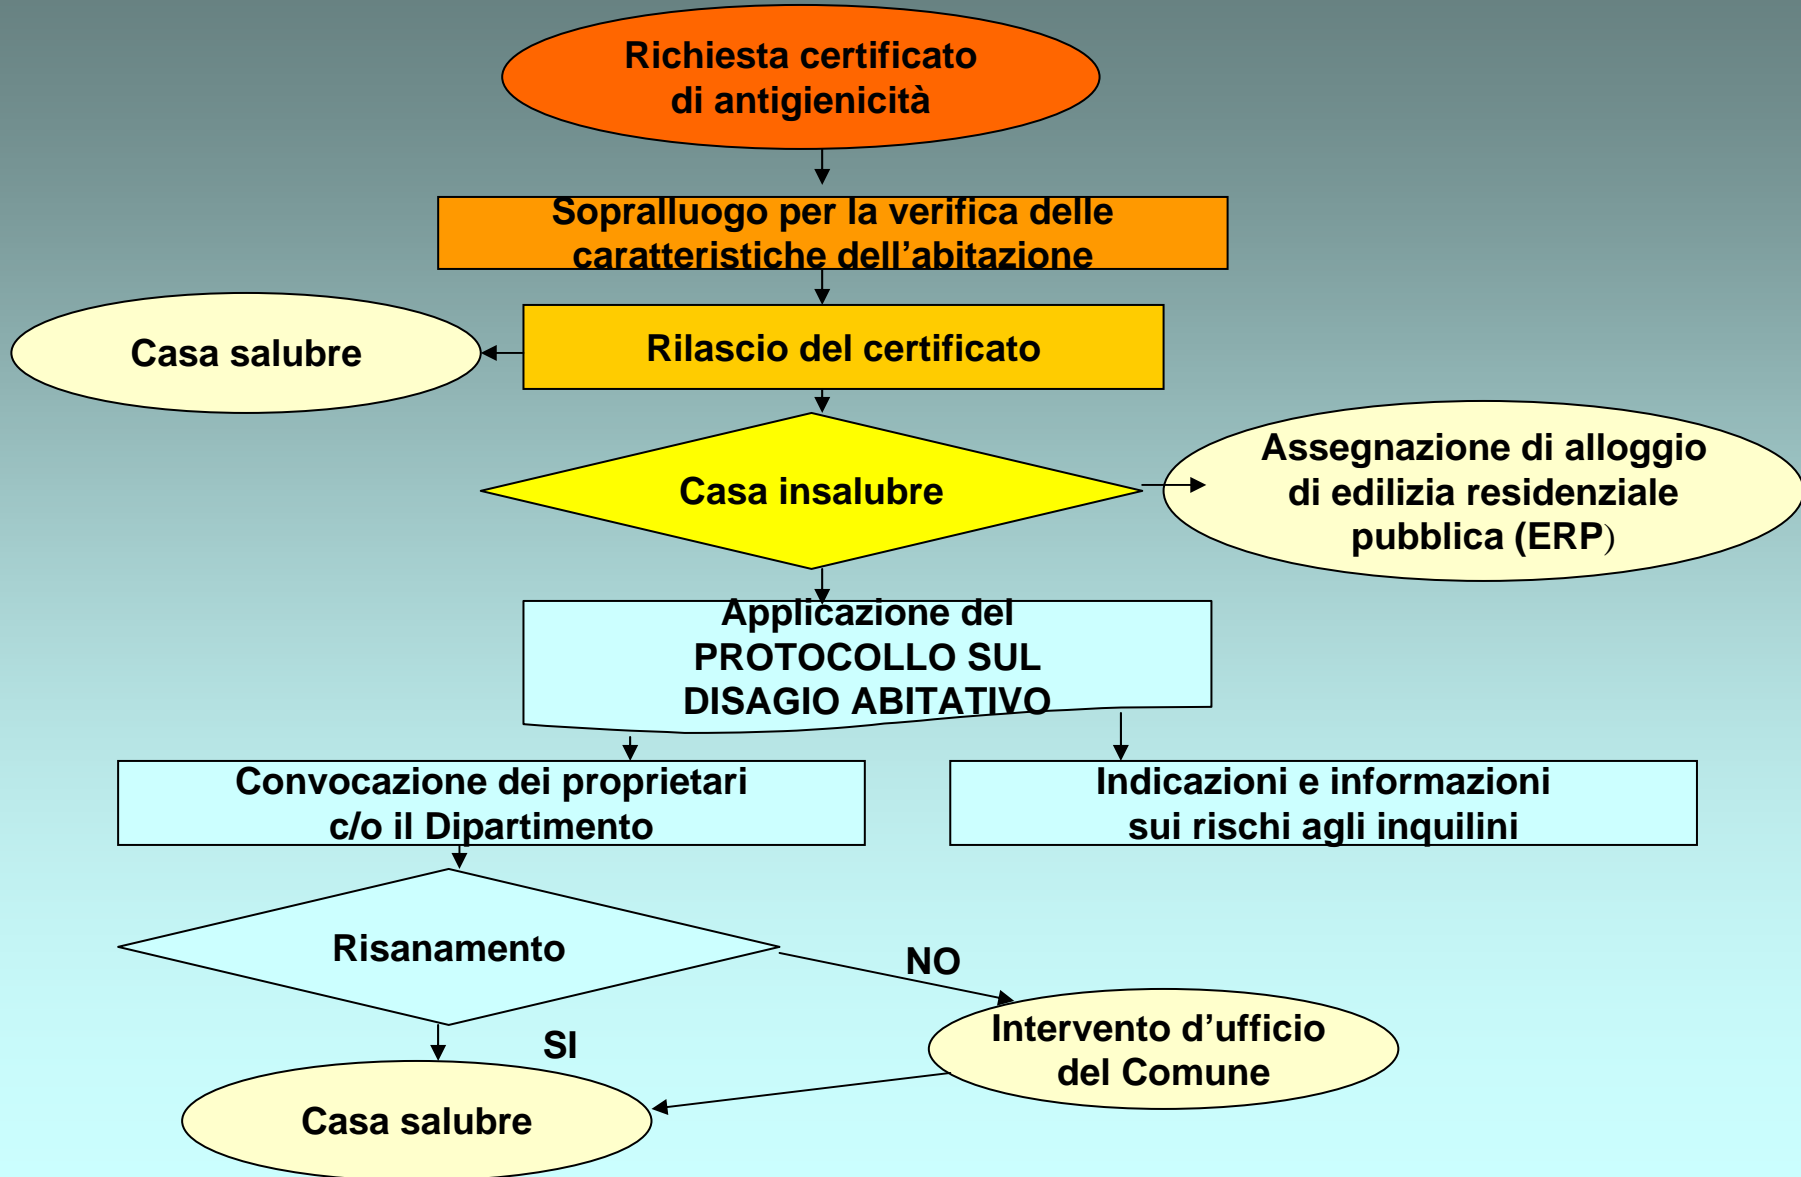 Richiesta certificato
di antigienicità
Sopralluogo per la verifica delle
caratteristiche dell’abitazione
Casa salubre
Rilascio del certificato
Casa insalubre
Assegnazione di alloggio
di edilizia residenziale
pubblica (ERP)
Applicazione del
PROTOCOLLO SUL
DISAGIO ABITATIVO
Convocazione dei proprietari
c/o il Dipartimento
Indicazioni e informazioni
sui rischi agli inquilini
Risanamento
NO
SI
Intervento d’ufficio
del Comune
Casa salubre